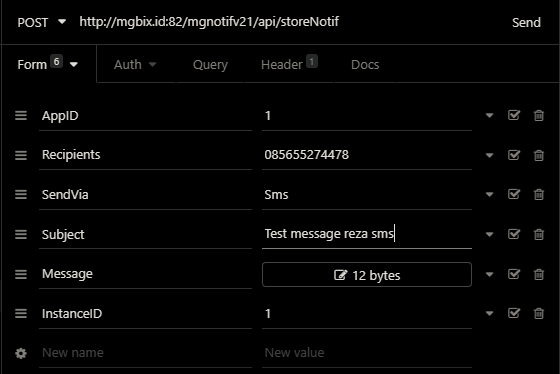 POST http://mgbix.id:82/mgnotifv21/api/storeNotif Send
Form 6 Auth Query Header 1 Docs
AppID 1
Recipients 085655274478
SendVia Sms
Subject Test message reza sms
Message 12 bytes
InstanceID 1
New name New value